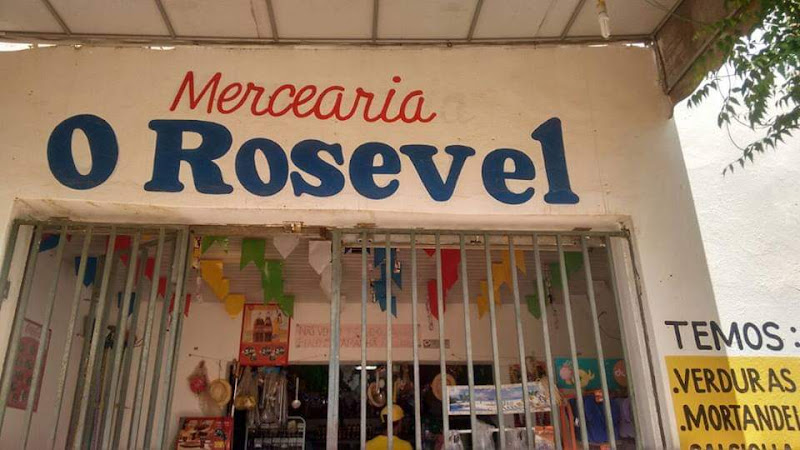 Mercearia
O Rosevel
TEMOS:
.VERDURAS
.MORTANDEL